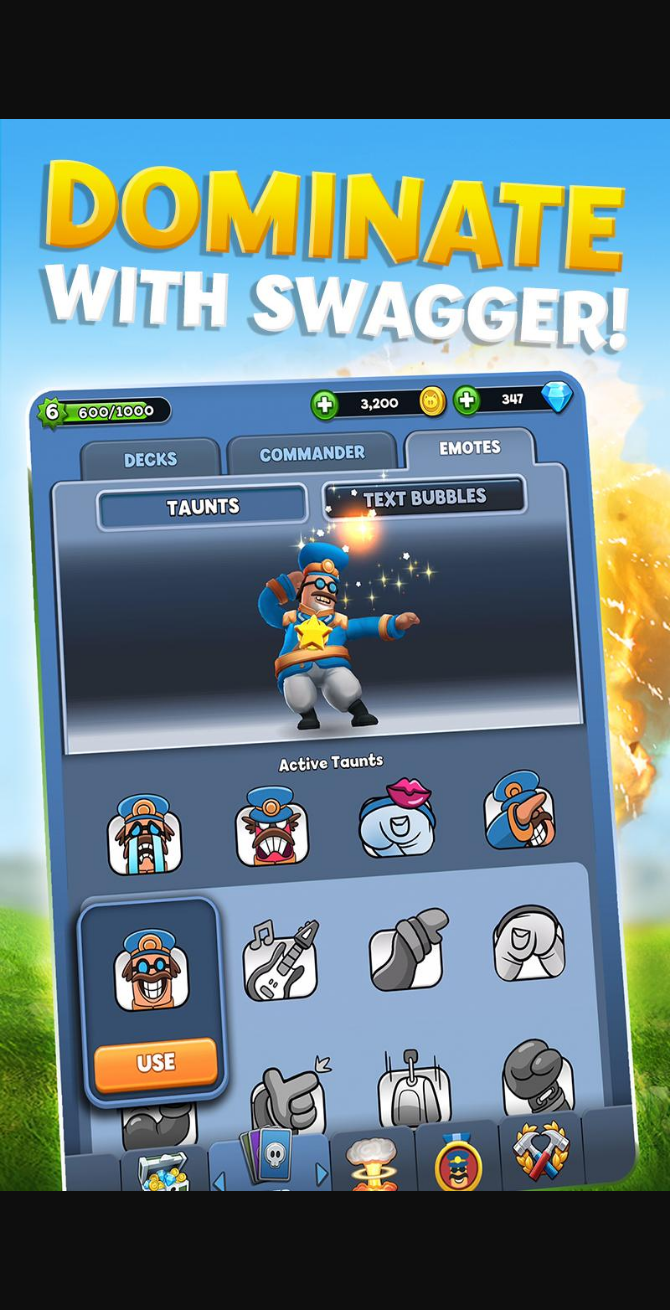 DOMINATE
WITH SWAGGER!
6 600/1000 3,200 347
DECKS COMMANDER EMOTES
TAUNTS TEXT BUBBLES
Active Taunts
USE